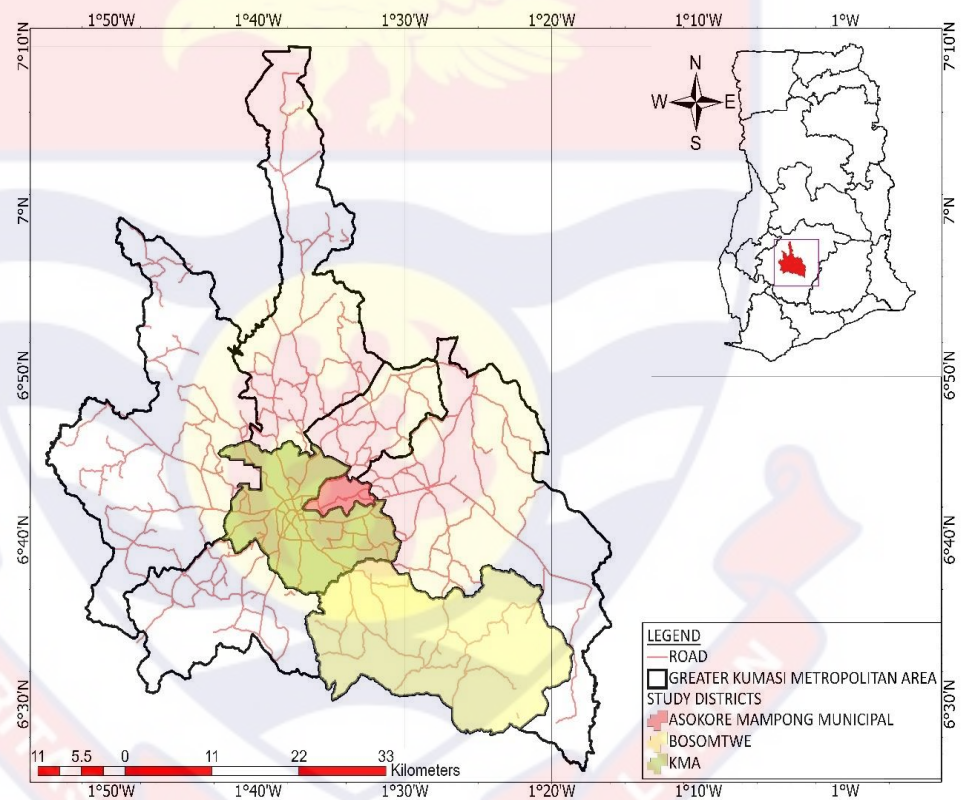 1°50'W 1°40'W 1°30'W 1°20'W 1°10'W 1°W
7°10'N 7°10'N
N
W E
S
7°N 7°N
6°50'N 6°50'N
6°40'N 6°40'N
6°30'N 6°30'N
LEGEND
ROAD
GREATER KUMASI METROPOLITAN AREA
STUDY DISTRICTS
ASOKORE MAMPONG MUNICIPAL
BOSOMTWE
KMA
11 5.5 0 11 22 33
Kilometers
1°50'W 1°40'W 1°30'W 1°20'W 1°10'W 1°W